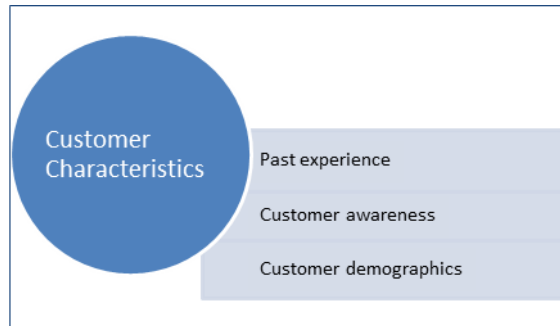 Customer
Characteristics
Past experience
Customer awareness
Customer demographics